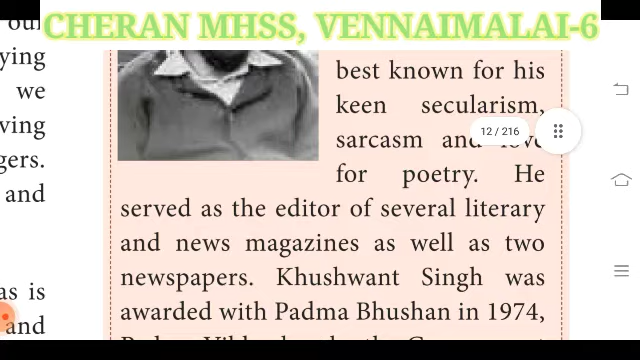 CHERAN MHSS, VENNAIMALAI-6
ou
ying
we
ving
gers.
and
as is
and
best known for his
keen secularism,
sarcasm and love
for poetry. He
served as the editor of several literary
and news magazines as well as two
newspapers. Khushwant Singh was
awarded with Padma Bhushan in 1974,
12 / 216